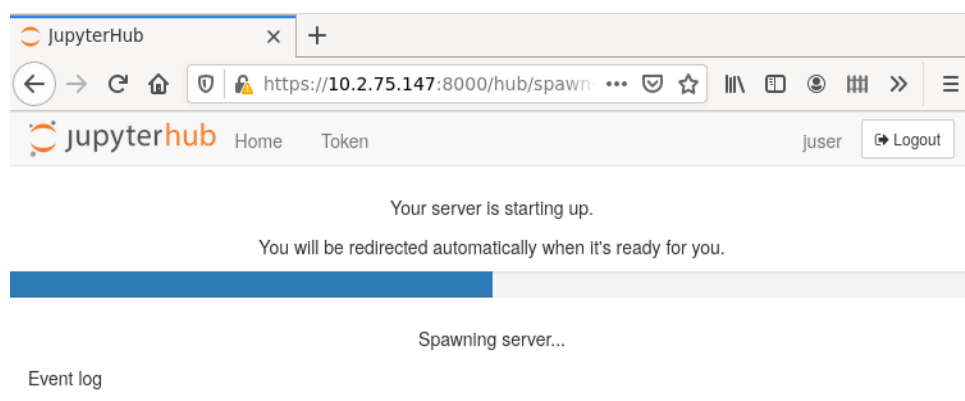 JupyterHub
https://10.2.75.147:8000/hub/spawn-
jupyterhub Home Token juser Logout
Your server is starting up.
You will be redirected automatically when it's ready for you.
Spawning server...
Event log